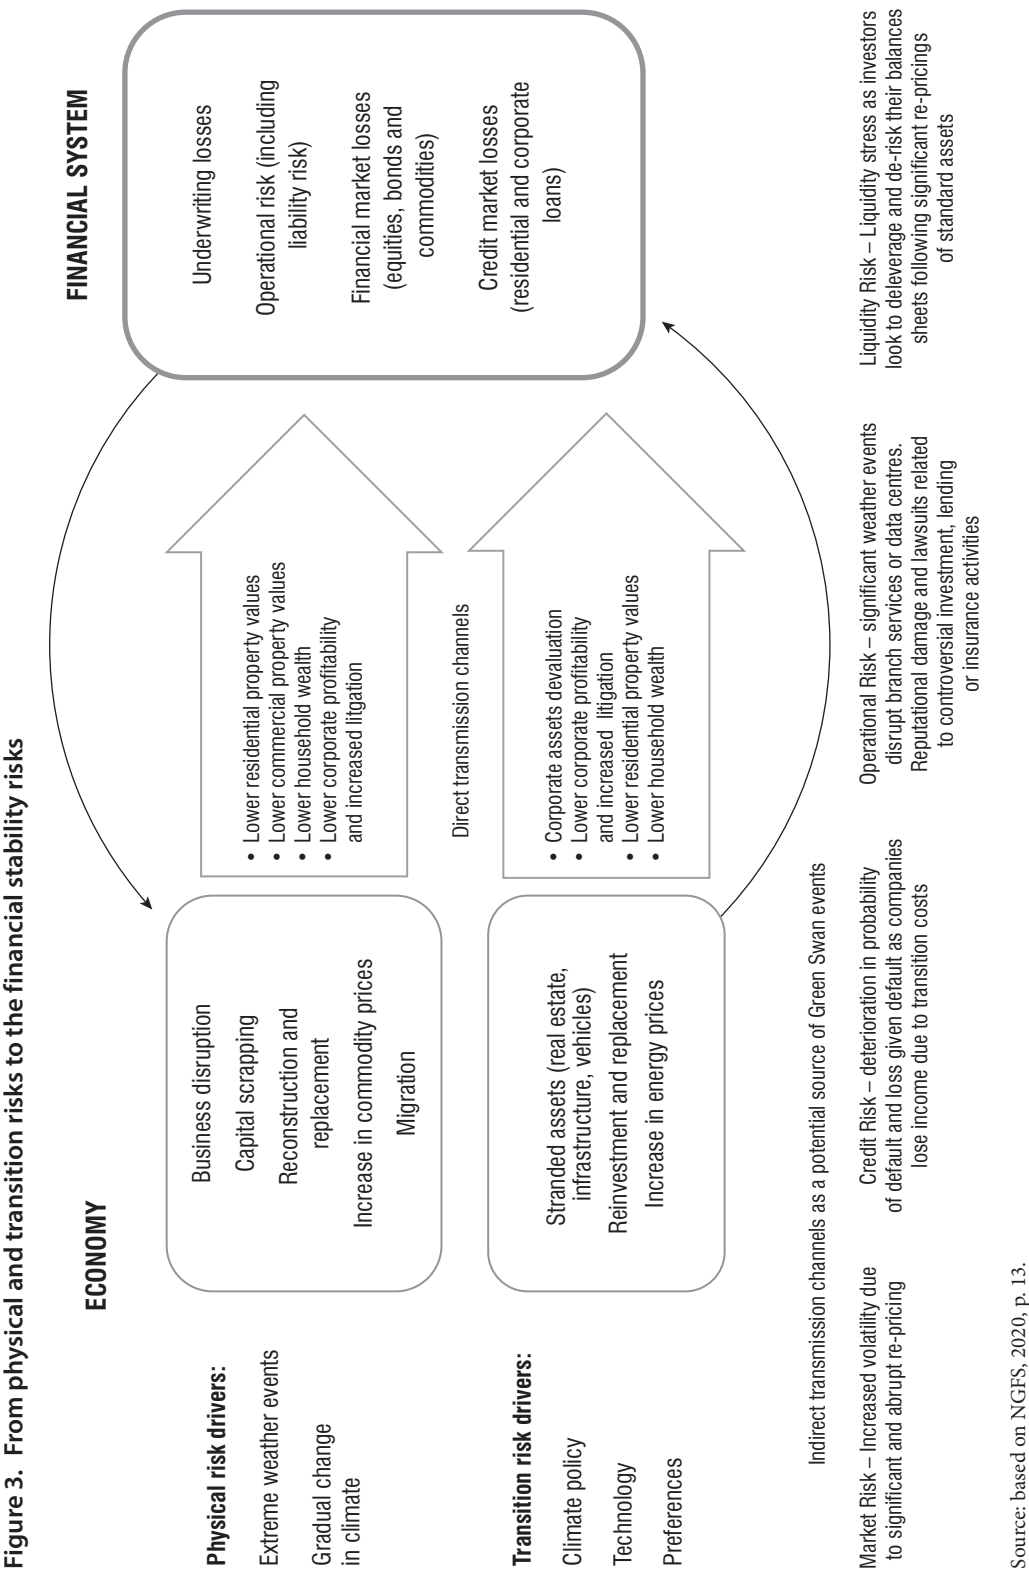 Figure 3. From physical and transition risks to the financial stability risks
ECONOMY
FINANCIAL SYSTEM
Physical risk drivers:
Extreme weather events
Gradual change
in climate
Business disruption
Capital scrapping
Reconstruction and
replacement
Increase in commodity prices
Migration
• Lower residential property values
• Lower commercial property values
• Lower household wealth
• Lower corporate profitability
and increased litgation
Direct transmission channels
Transition risk drivers:
Climate policy
Technology
Preferences
Stranded assets (real estate,
infrastructure, vehicles)
Reinvestment and replacement
Increase in energy prices
• Corporate assets devaluation
• Lower corporate profitability
and increased litigation
• Lower residential property values
• Lower household wealth
Underwriting losses
Operational risk (including
liability risk)
Financial market losses
(equities, bonds and
commodities)
Credit market losses
(residential and corporate
loans)
Indirect transmission channels as a potential source of Green Swan events
Market Risk – Increased volatility due
to significant and abrupt re-pricing
Credit Risk – deterioration in probability
of default and loss given default as companies
lose income due to transition costs
Operational Risk – significant weather events
disrupt branch services or data centres.
Reputational damage and lawsuits related
to controversial investment, lending
or insurance activities
Liquidity Risk – Liquidity stress as investors
look to deleverage and de-risk their balances
sheets following significant re-pricings
of standard assets
Source: based on NGFS, 2020, p. 13.